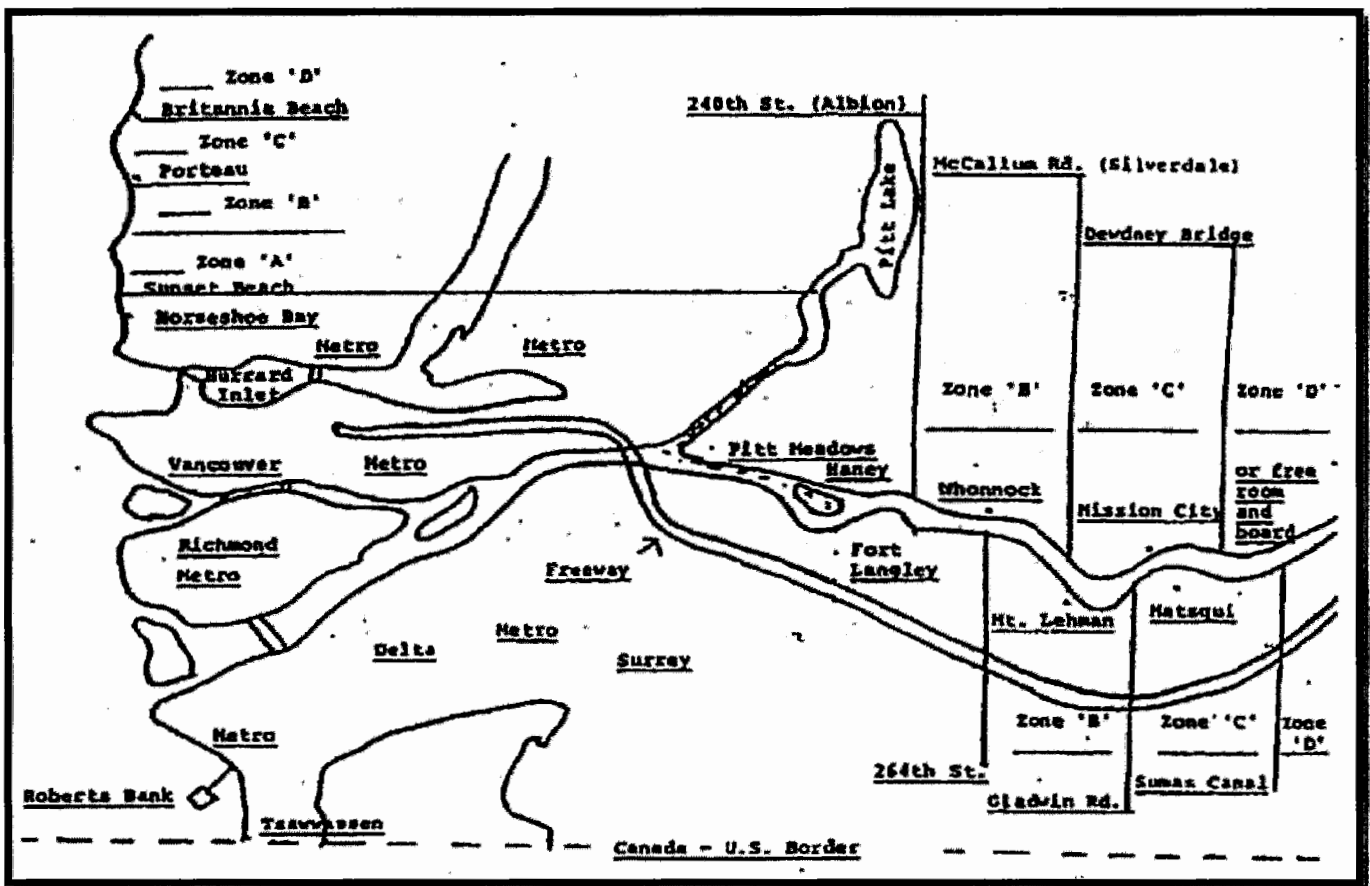 Zone "D"
Britannia Beach
Zone "C"
Porteau
Zone "B"
Zone "A"
Sunset Beach
Horseshoe Bay
Metro
Metro
Burrard
Inlet
240th St. (Albion)
Pitt Lake
McCallum Rd. (Silverdale)
Dewdney Bridge
Zone "B"
Zone "C"
Zone "D"
or free
room
and
board
Vancouver
Metro
Pitt Meadows
Haney
Whonnock
Mission City
Richmond
Metro
Freeway
Fort
Langley
Mt. Lehman
Matsqui
Delta
Metro
Surrey
Metro
Zone "B"
Zone "C"
Zone
"D"
264th St.
Gladwin Rd.
Sumas Canal
Roberts Bank
Tsawwassen
Canada - U.S. Border